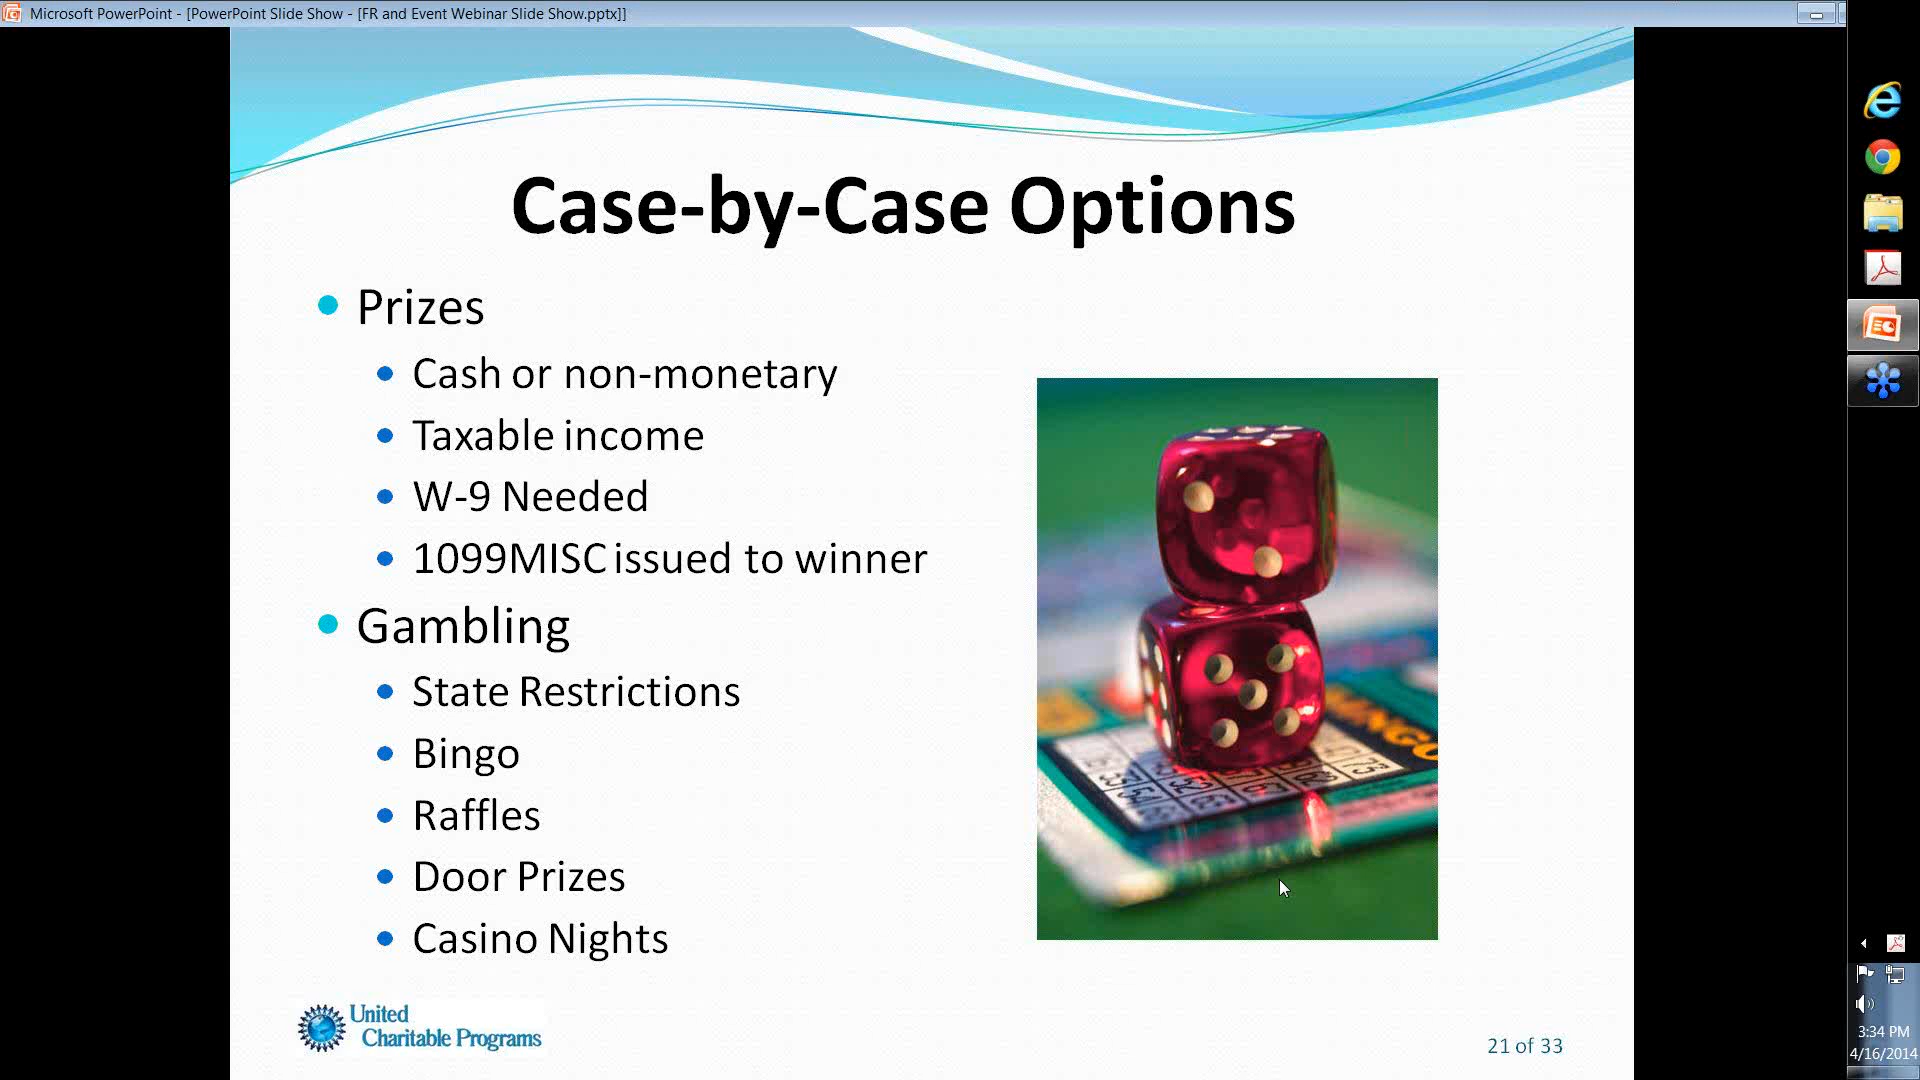 Microsoft PowerPoint - [PowerPoint Slide Show - [FR and Event Webinar Slide Show.pptx]]
Case-by-Case Options
Prizes
Cash or non-monetary
Taxable income
W-9 Needed
1099MISC issued to winner
Gambling
State Restrictions
Bingo
Raffles
Door Prizes
Casino Nights
United
Charitable Programs
21 of 33
3:34 PM
4/16/2014